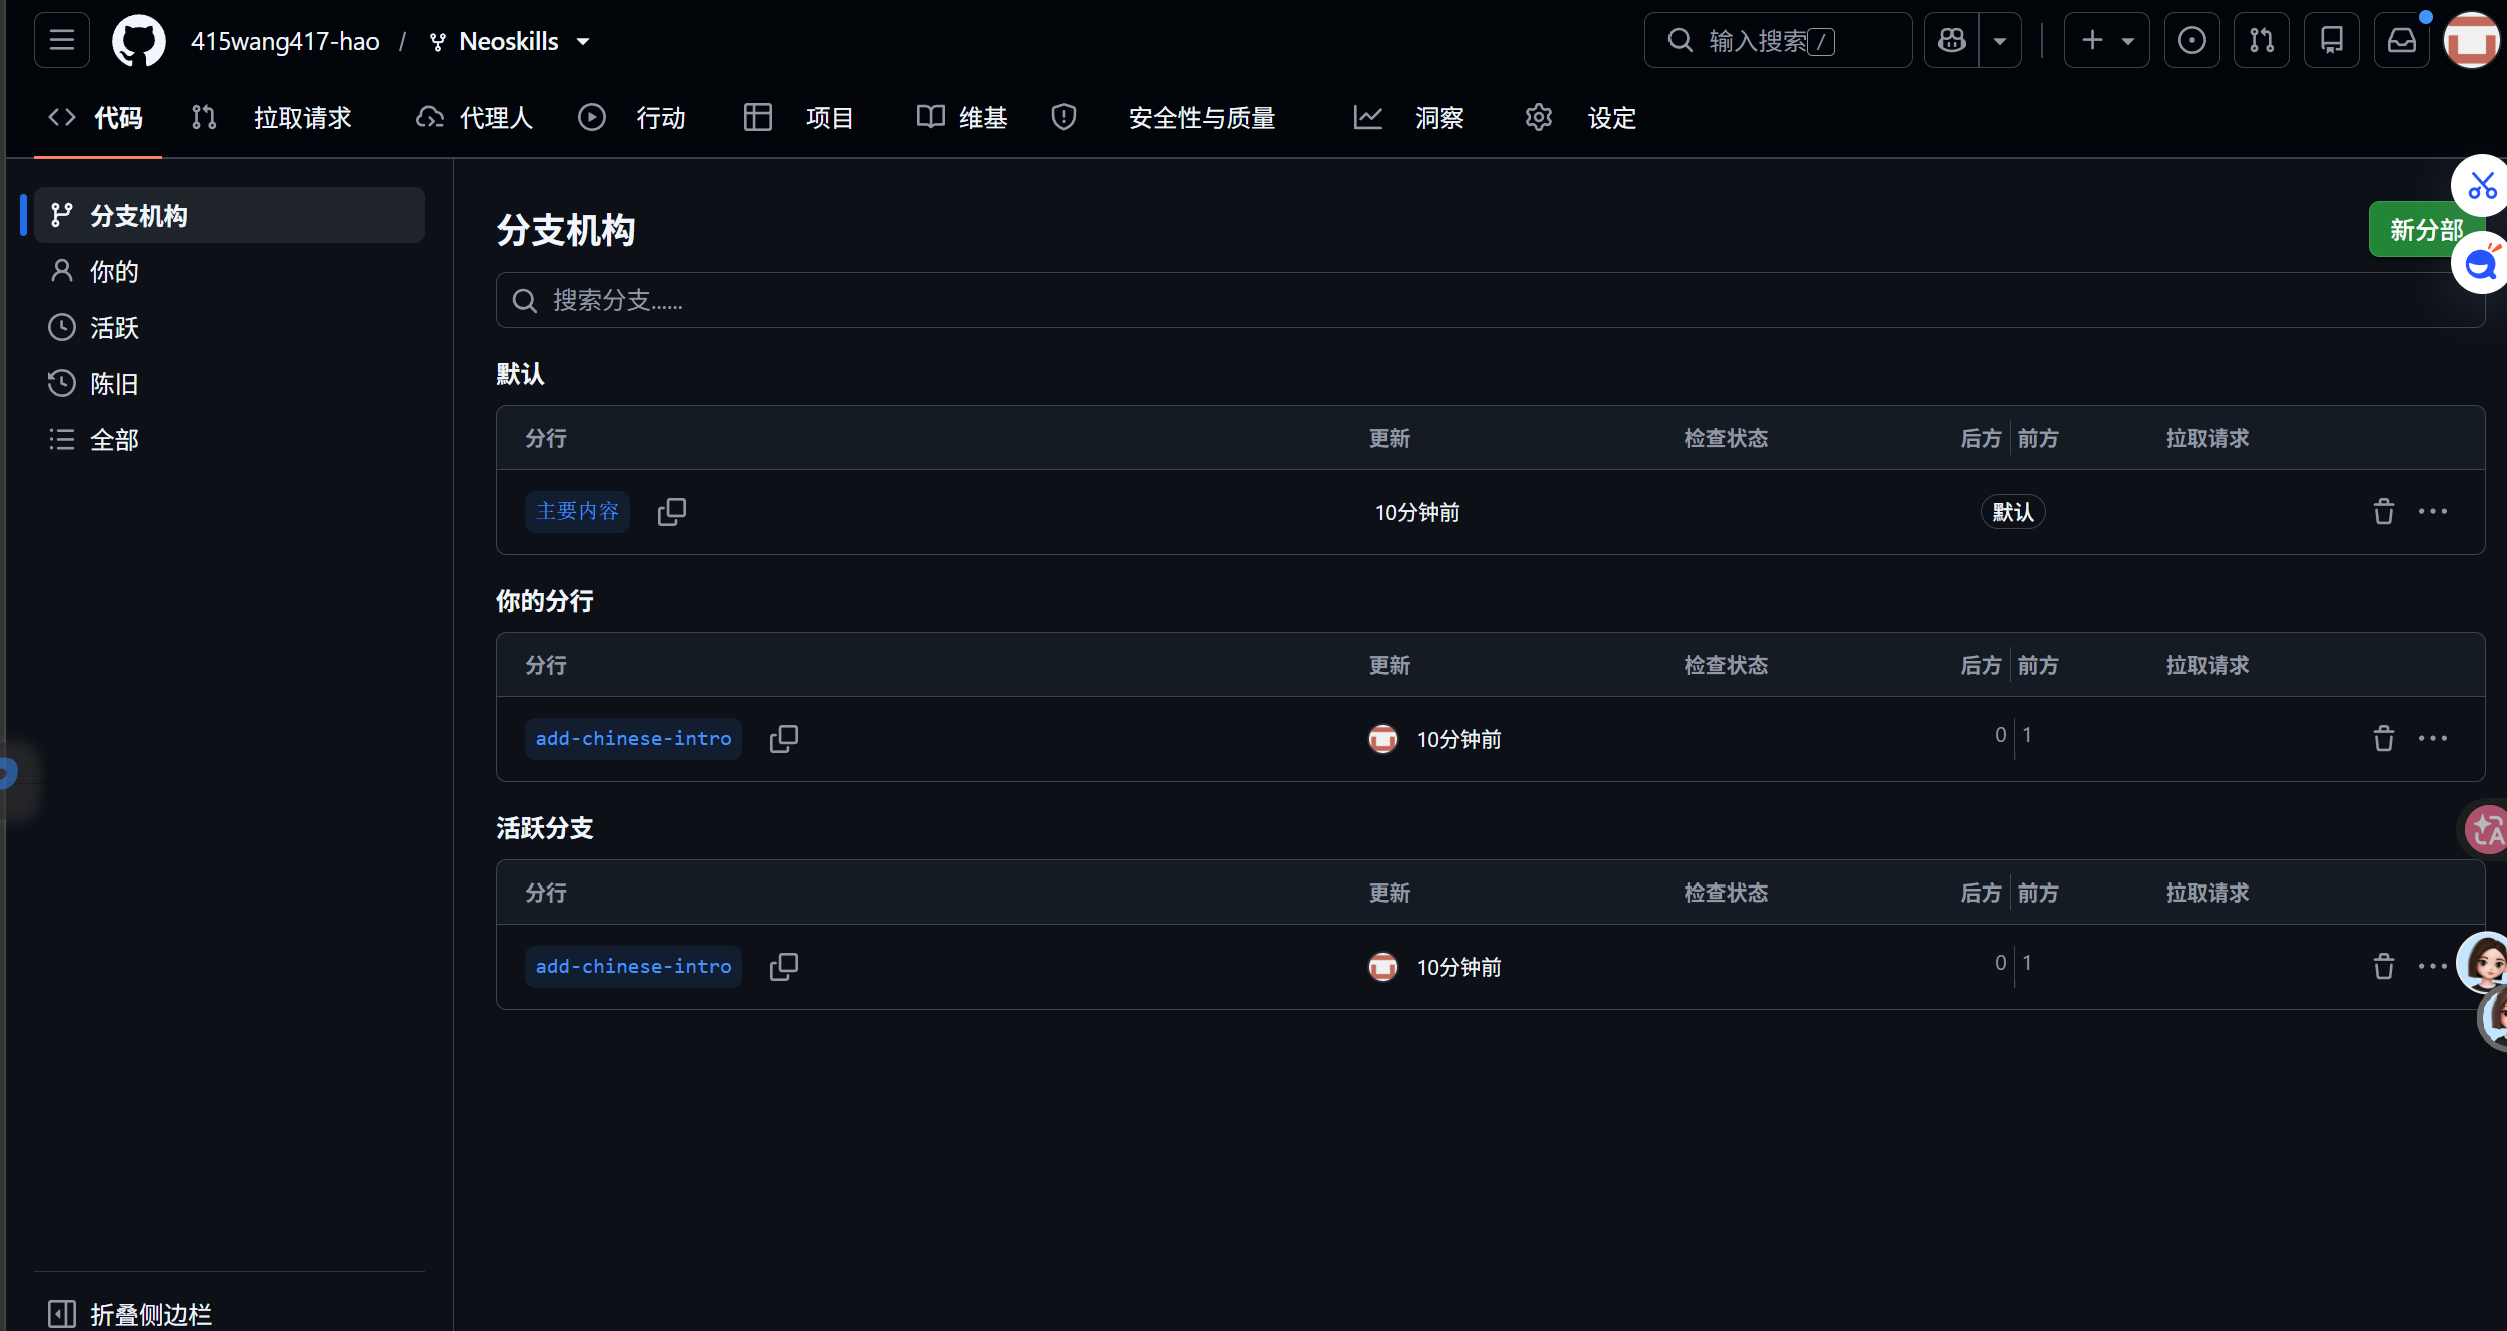 415wang417-hao / Neoskills
输入搜索/
代码 拉取请求 代理人 行动 项目 维基 安全性与质量 洞察 设定
分支机构
你的
活跃
陈旧
全部
折叠侧边栏
分支机构
新分部
搜索分支......
默认
分行 更新 检查状态 后方 前方 拉取请求
主要内容 10分钟前 默认
你的分行
分行 更新 检查状态 后方 前方 拉取请求
add-chinese-intro 10分钟前 0 1
活跃分支
分行 更新 检查状态 后方 前方 拉取请求
add-chinese-intro 10分钟前 0 1